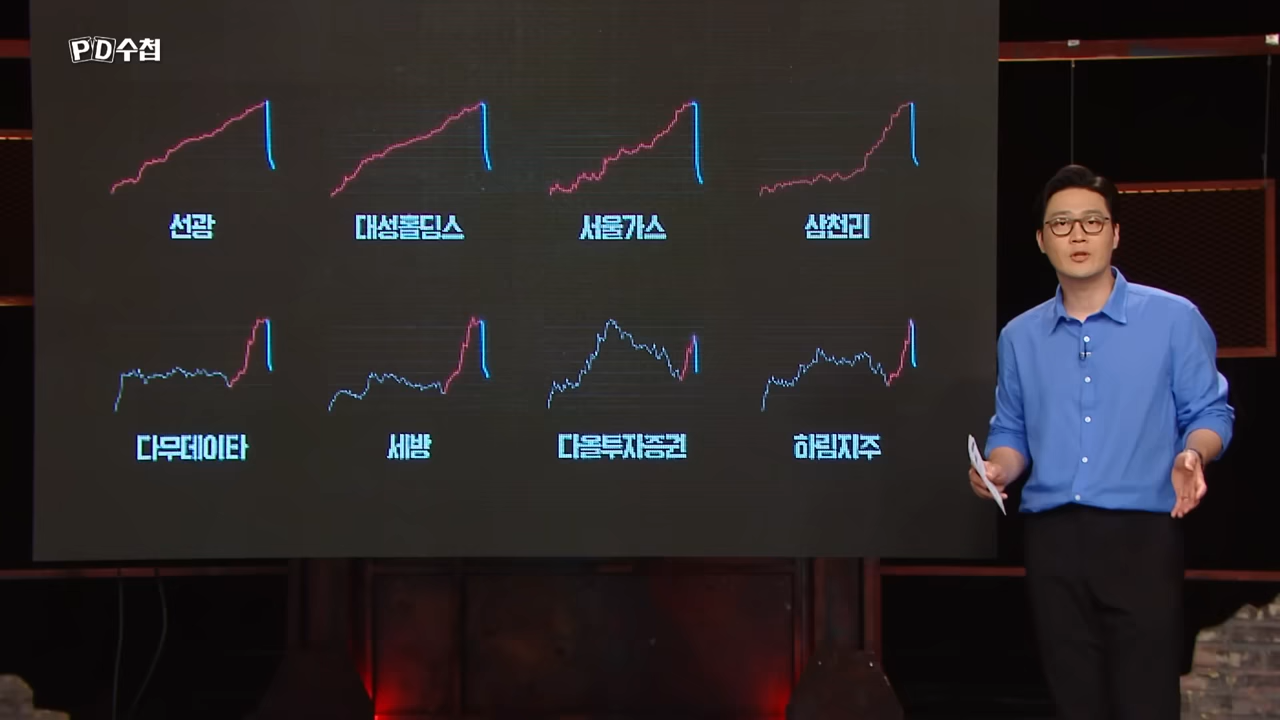 PD수첩
선광
대성홀딩스
서울가스
삼천리
다우데이타
세방
다올투자증권
하림지주